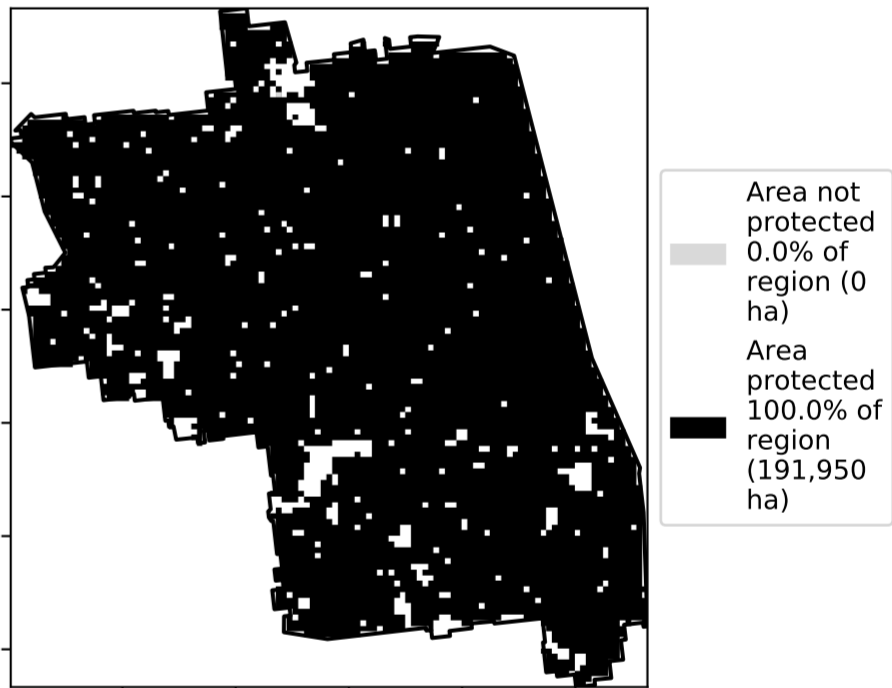 Area not
protected
0.0% of
region (0
ha)
Area
protected
100.0% of
region
(191,950
ha)